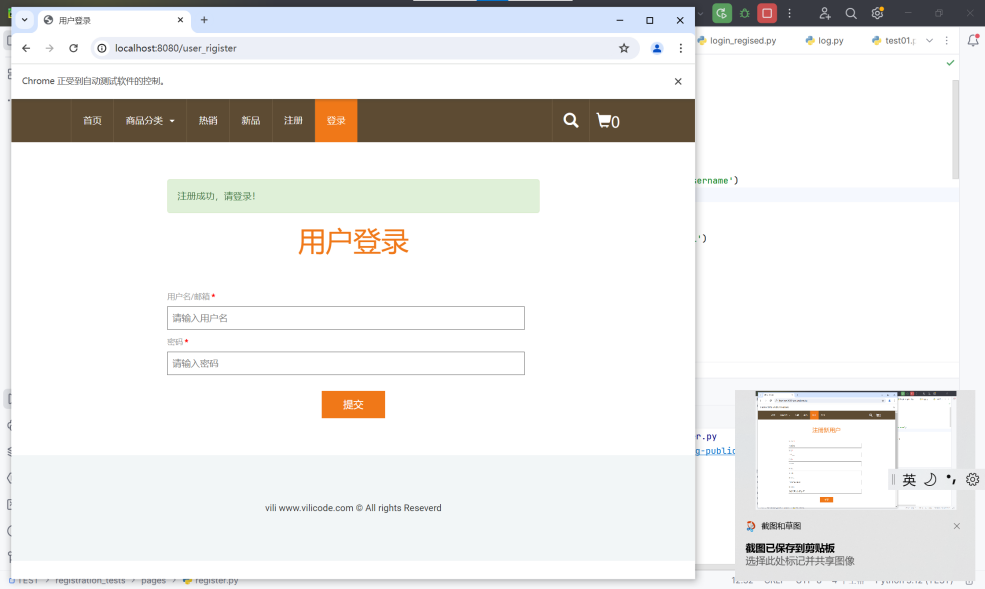 用户登录
localhost:8080/user_rigister
Chrome 正受到自动测试软件的控制。
首页 商品分类 热销 新品 注册 登录 0
注册成功，请登录！
用户登录
用户名/邮箱 *
请输入用户名
密码 *
请输入密码
提交
vili www.vilicode.com © All rights Reseverd
login_regised.py log.py test01.
ername')
')
r.py
g-public
英
截图和草图
截图已保存到剪贴板
选择此处标记并共享图像
TEST > registration_tests > pages > register.py